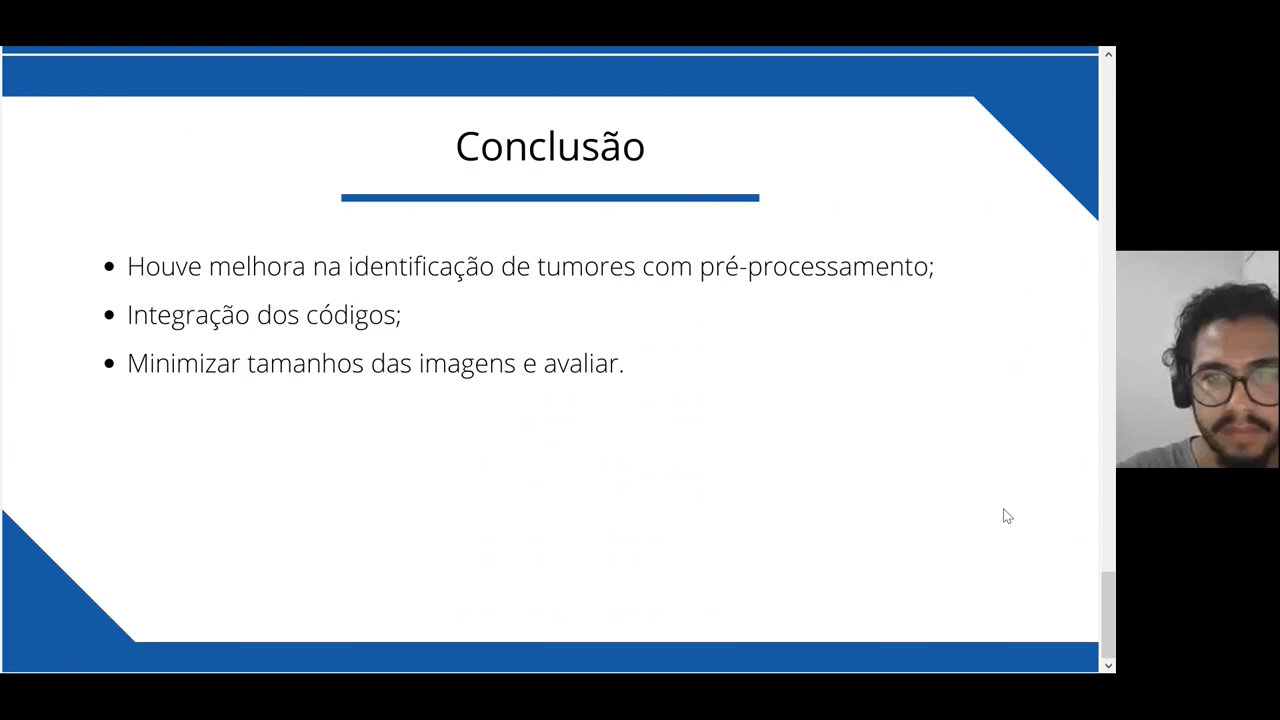 Conclusão
• Houve melhora na identificação de tumores com pré-processamento;
• Integração dos códigos;
• Minimizar tamanhos das imagens e avaliar.